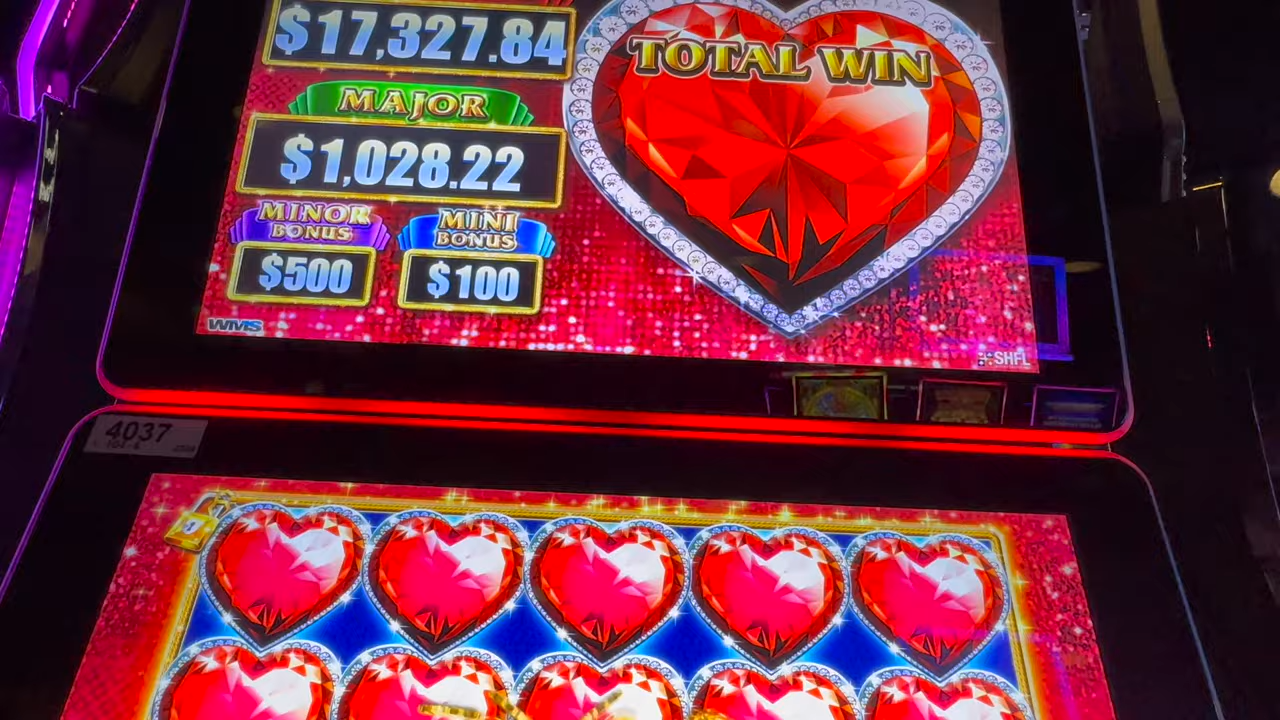 $17,327.84
TOTAL WIN
MAJOR
$1,028.22
MINOR
BONUS
MINI
BONUS
$500
$100
WMS
SHFL
4037